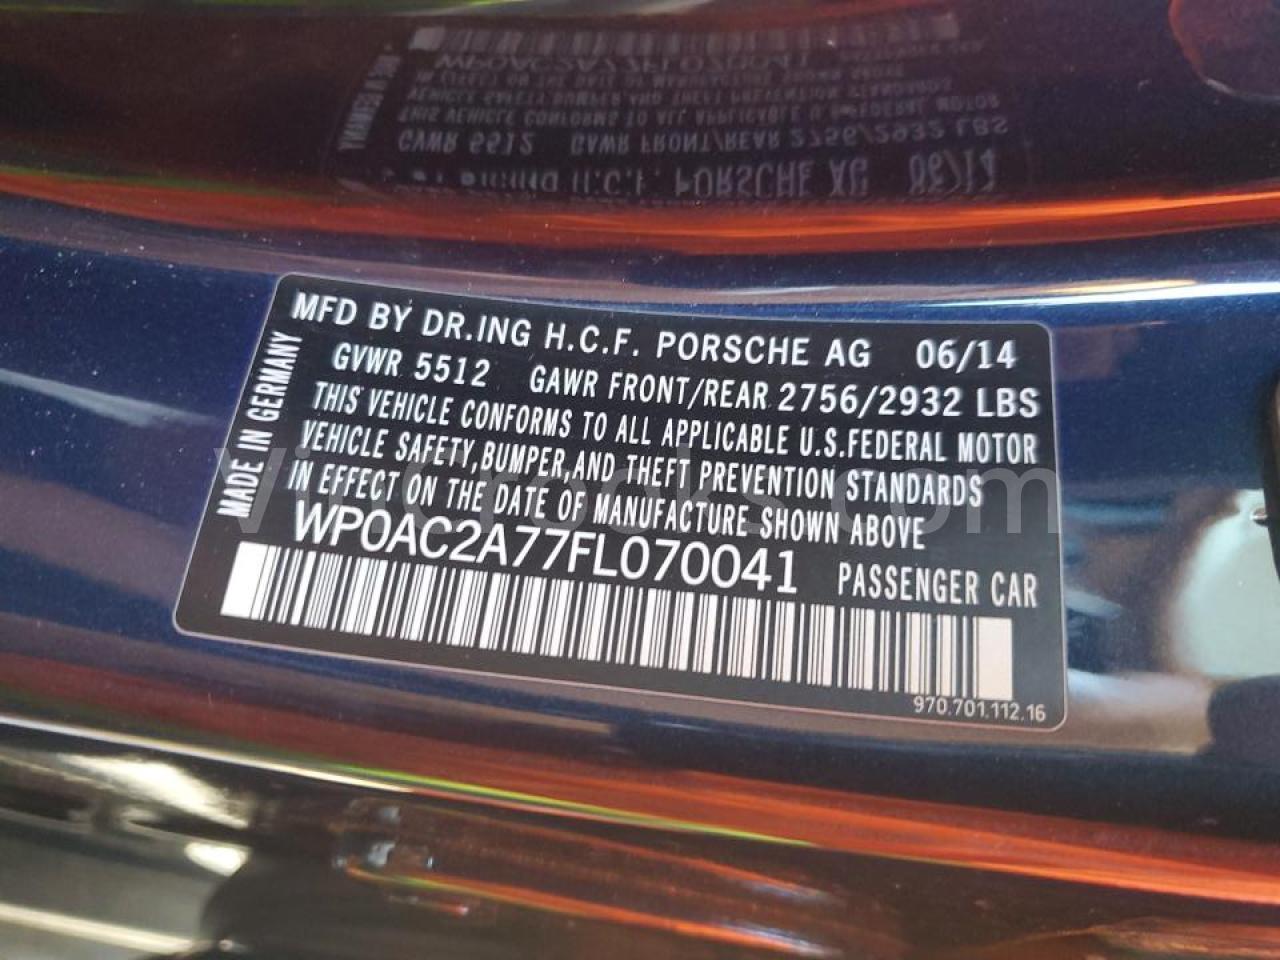 MFD BY DR.ING H.C.F. PORSCHE AG 06/14
GVWR 5512 GAWR FRONT/REAR 2756/2932 LBS
THIS VEHICLE CONFORMS TO ALL APPLICABLE U.S.FEDERAL MOTOR
VEHICLE SAFETY,BUMPER,AND THEFT PREVENTION STANDARDS
IN EFFECT ON THE DATE OF MANUFACTURE SHOWN ABOVE
WP0AC2A77FL070041 PASSENGER CAR
970.701.112.16
MADE IN GERMANY